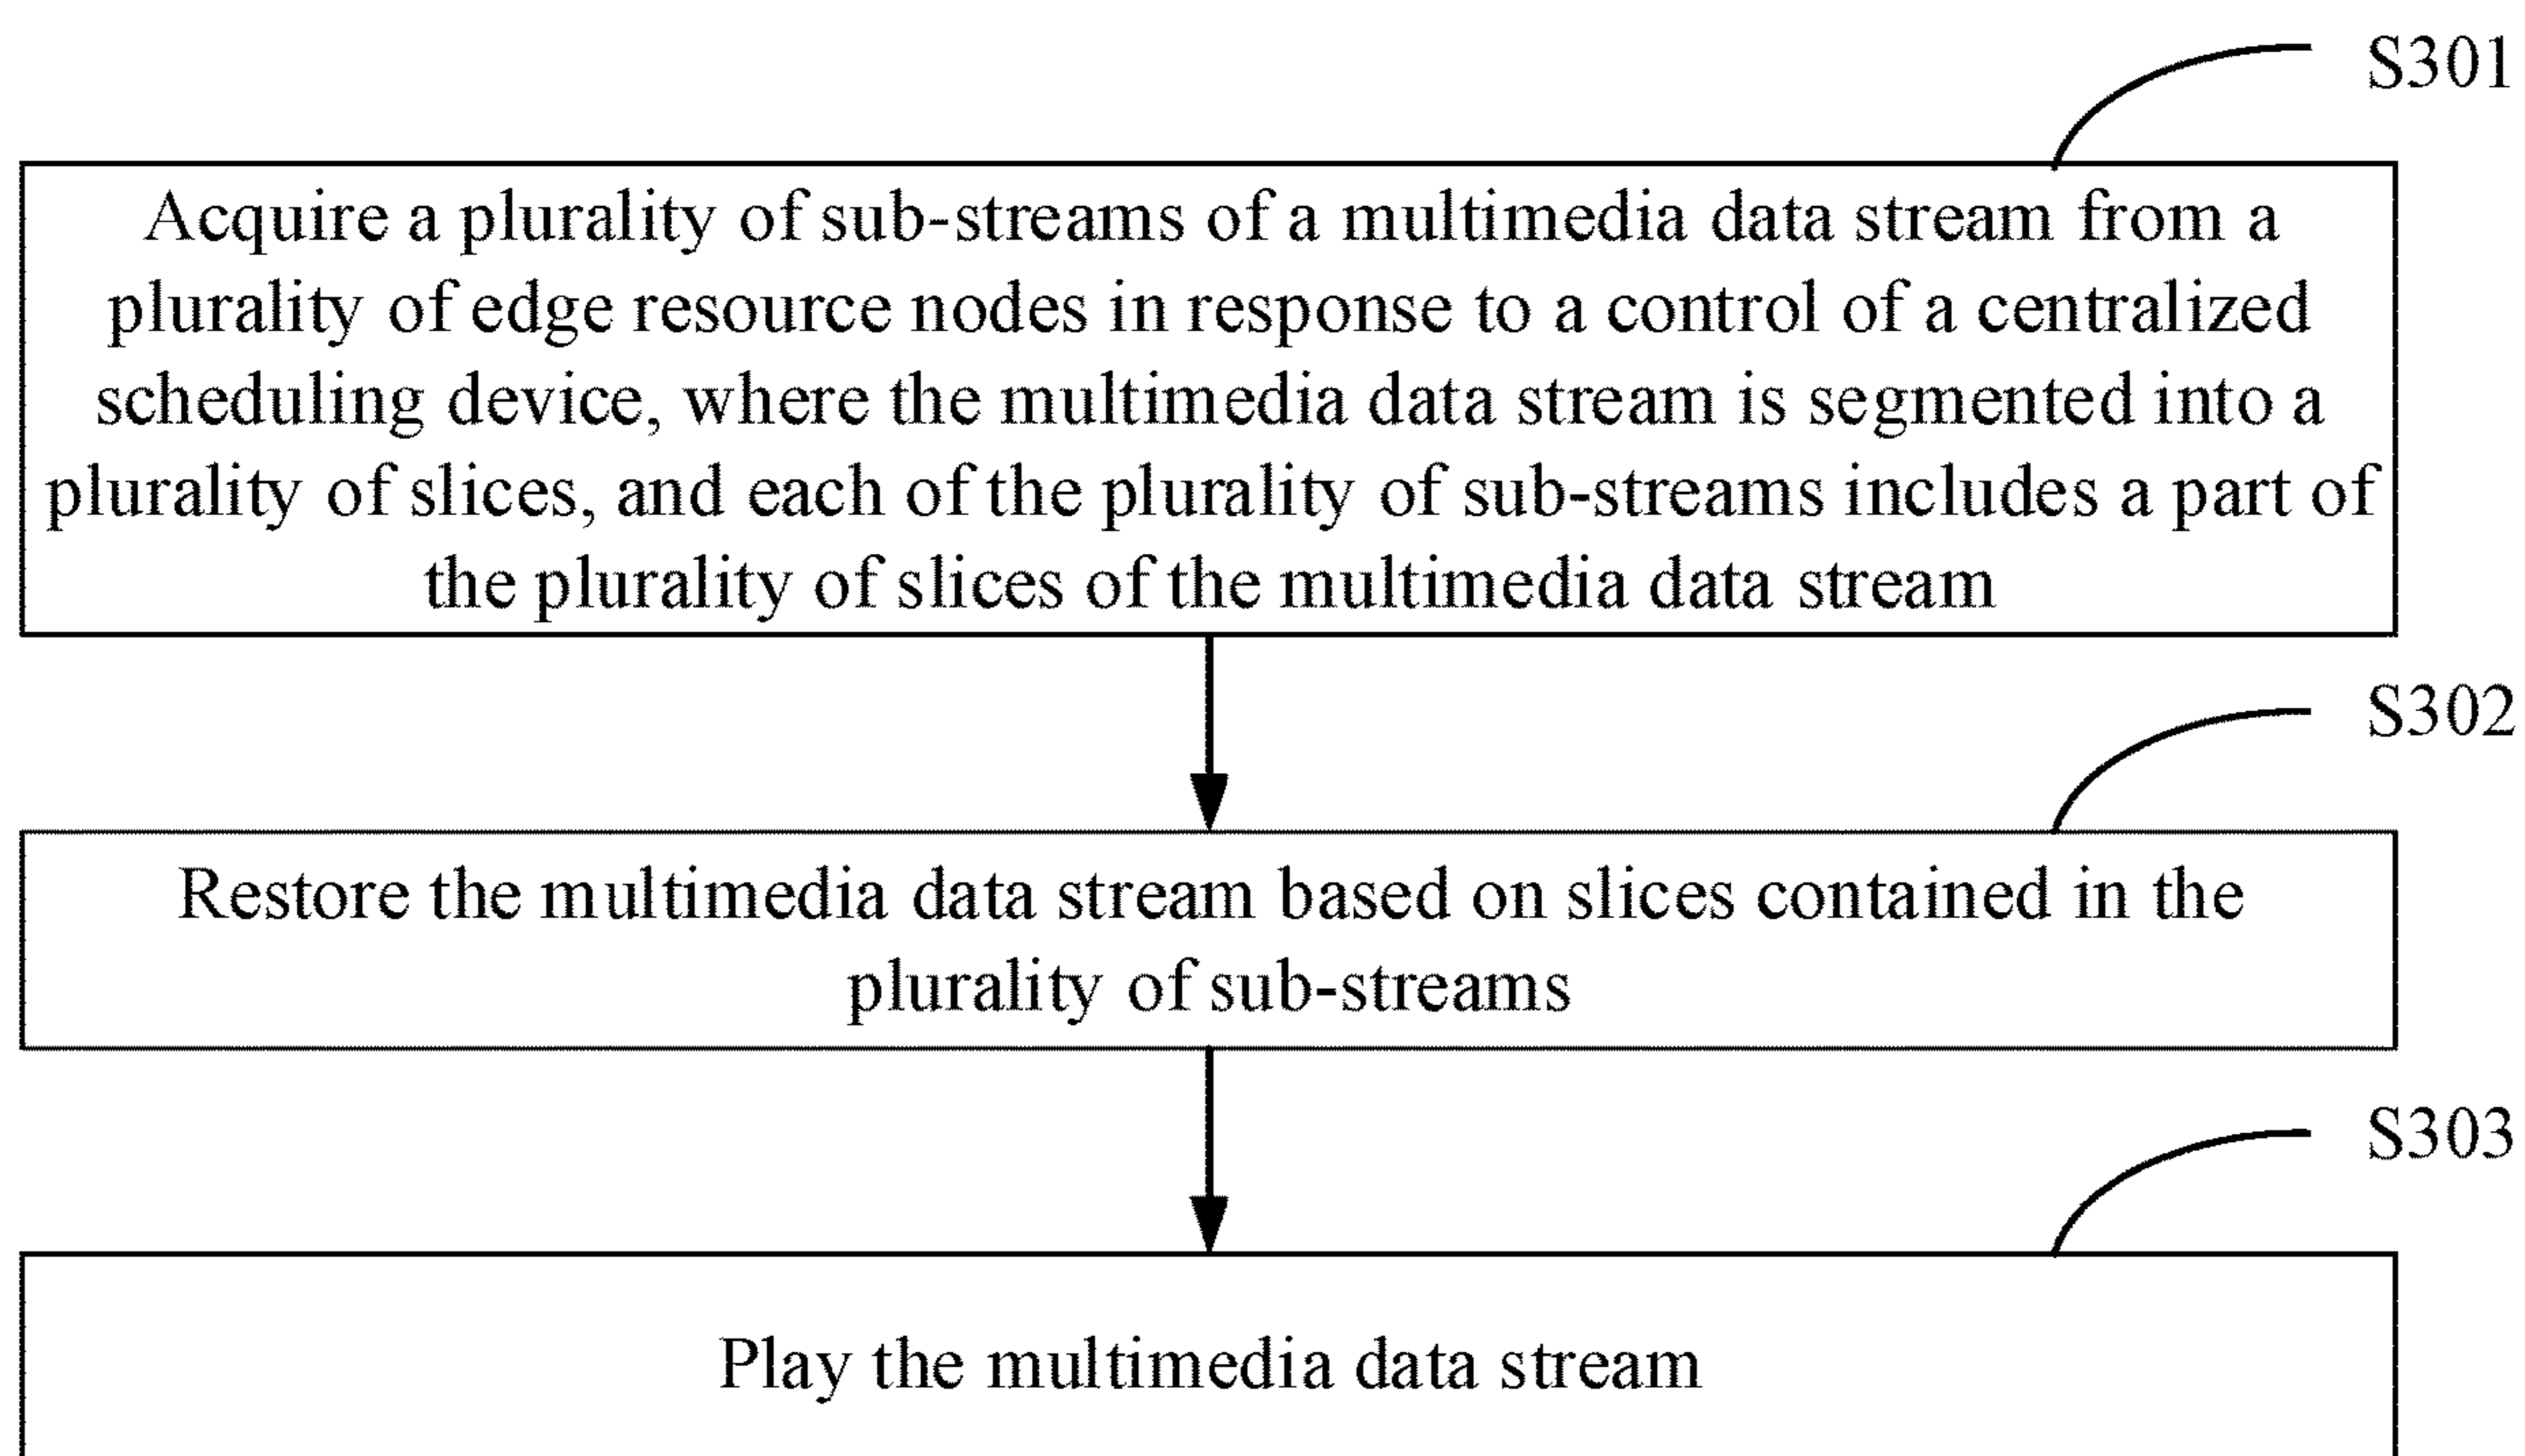 S301
Acquire a plurality of sub-streams of a multimedia data stream from a
plurality of edge resource nodes in response to a control of a centralized
scheduling device, where the multimedia data stream is segmented into a
plurality of slices, and each of the plurality of sub-streams includes a part of
the plurality of slices of the multimedia data stream
S302
Restore the multimedia data stream based on slices contained in the
plurality of sub-streams
S303
Play the multimedia data stream